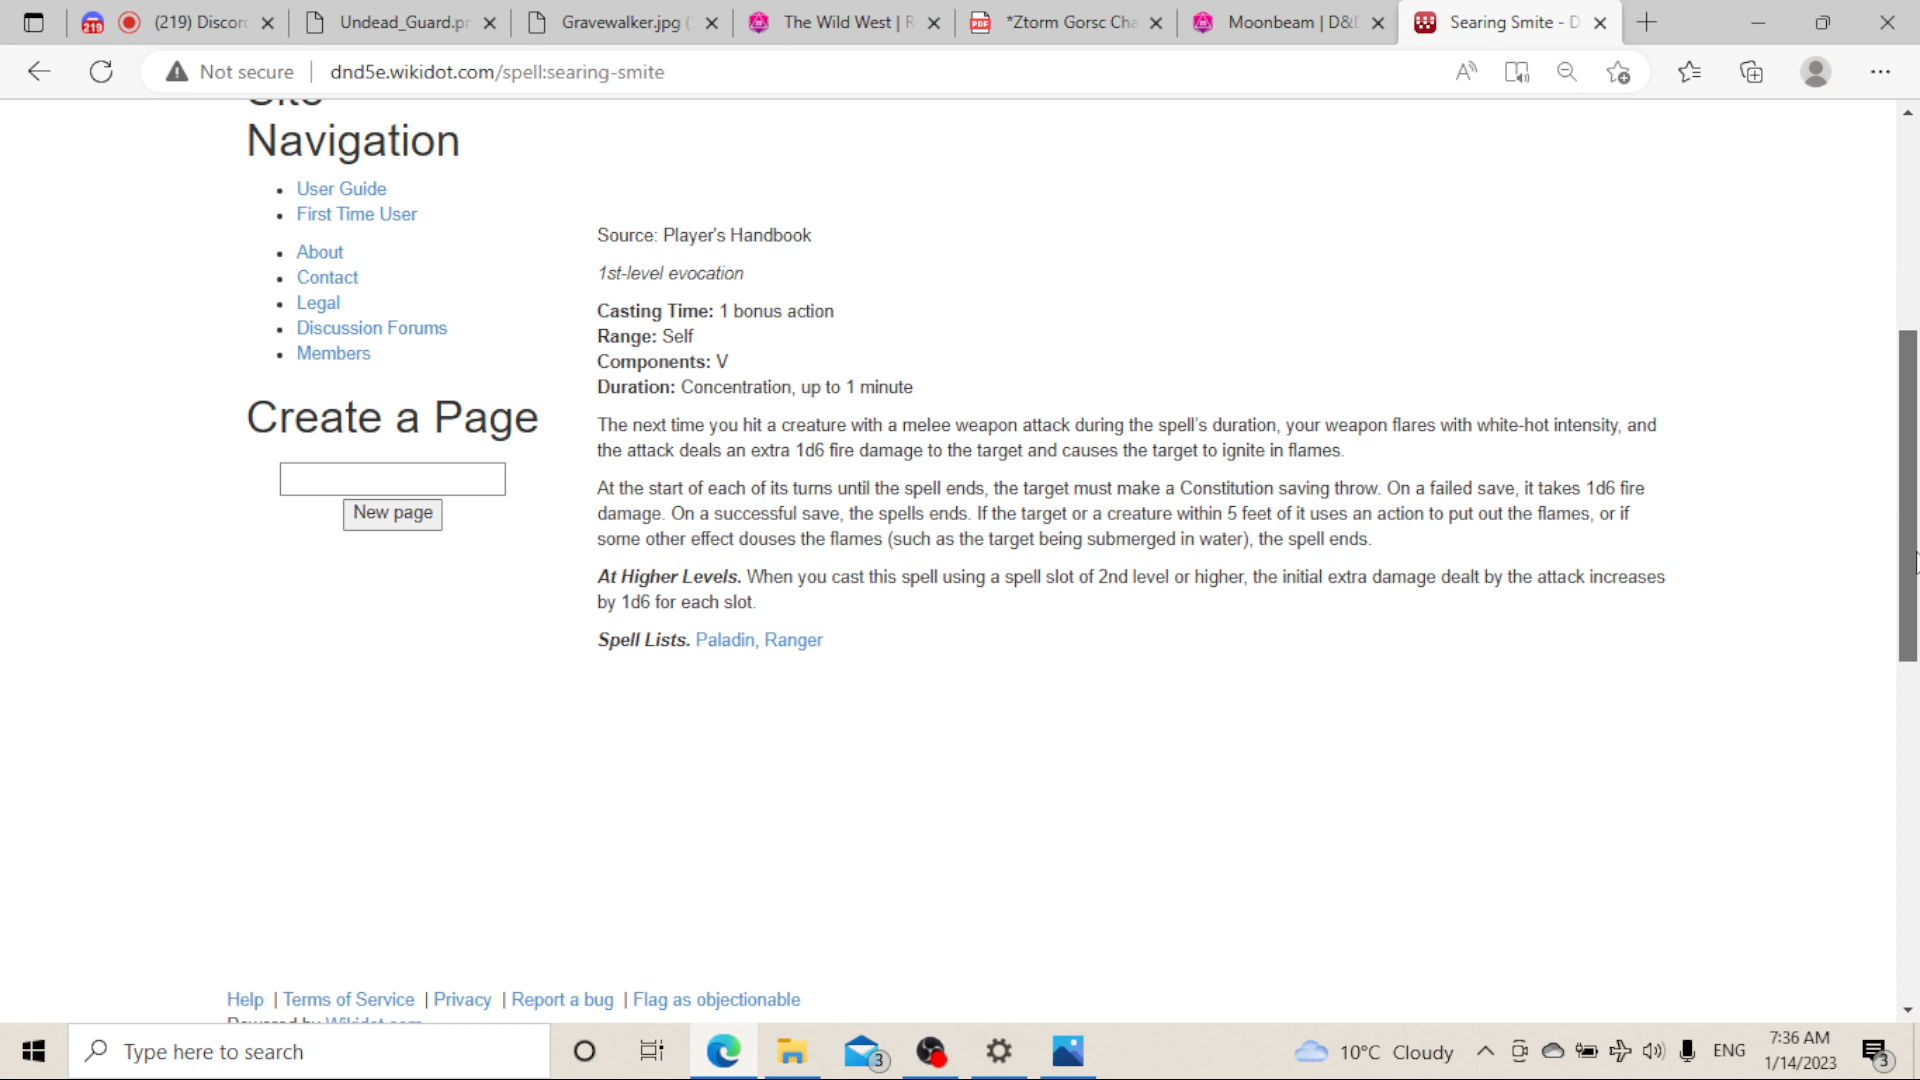 219
(219) Discor
Undead_Guard.pr
Gravewalker.jpg (
The Wild West | R
PDF
*Ztorm Gorsc Cha
Moonbeam | D&D
Searing Smite - D
Not secure
dnd5e.wikidot.com/spell:searing-smite
Site
Navigation
User Guide
First Time User
About
Contact
Legal
Discussion Forums
Members
Create a Page
New page
Source: Player's Handbook
1st-level evocation
Casting Time: 1 bonus action
Range: Self
Components: V
Duration: Concentration, up to 1 minute
The next time you hit a creature with a melee weapon attack during the spell's duration, your weapon flares with white-hot intensity, and
the attack deals an extra 1d6 fire damage to the target and causes the target to ignite in flames.
At the start of each of its turns until the spell ends, the target must make a Constitution saving throw. On a failed save, it takes 1d6 fire
damage. On a successful save, the spells ends. If the target or a creature within 5 feet of it uses an action to put out the flames, or if
some other effect douses the flames (such as the target being submerged in water), the spell ends.
At Higher Levels. When you cast this spell using a spell slot of 2nd level or higher, the initial extra damage dealt by the attack increases
by 1d6 for each slot.
Spell Lists. Paladin, Ranger
Help | Terms of Service | Privacy | Report a bug | Flag as objectionable
Powered by Wikidot.com
Type here to search
3
10°C Cloudy
ENG
7:36 AM
1/14/2023
3